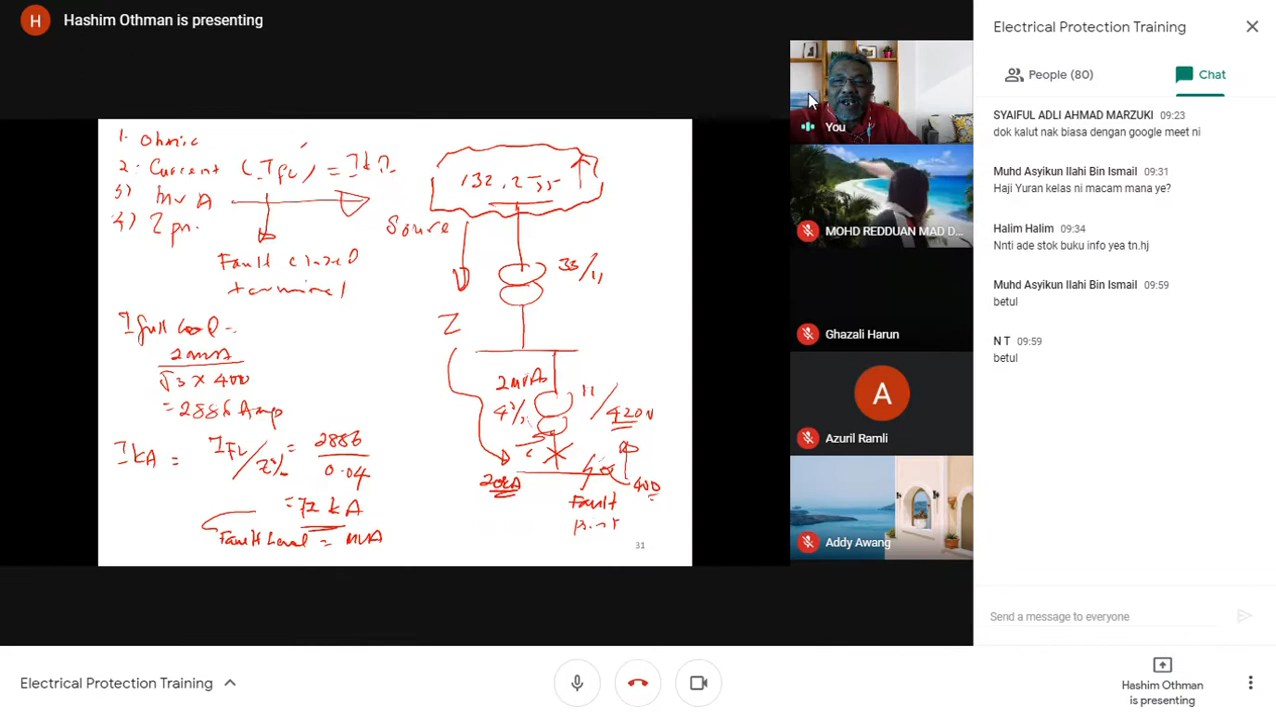 H
Hashim Othman is presenting
1. Ohmic
2. Current (IFL) = IkA
3) MVA
4)
Fault closed
terminal
I full load =
2 MVA
√3 x 400
= 2886 Amp
IkA = IFL/Z% = 2886
0.04
= 72 kA
Fault Level = MVA
132, 275
Source
33/11
Z
2MVA
4%
11/420V
20kA
400
Fault
point
31
You
MOHD REDDUAN MAD D...
Ghazali Harun
A
Azuril Ramli
Addy Awang
Electrical Protection Training
People (80)
Chat
SYAIFUL ADLI AHMAD MARZUKI 09:23
dok kalut nak biasa dengan google meet ni
Muhd Asyikun Ilahi Bin Ismail 09:31
Haji Yuran kelas ni macam mana ye?
Halim Halim 09:34
Nnti ade stok buku info yea tn.hj
Muhd Asyikun Ilahi Bin Ismail 09:59
betul
N T 09:59
betul
Send a message to everyone
Electrical Protection Training
Hashim Othman
is presenting